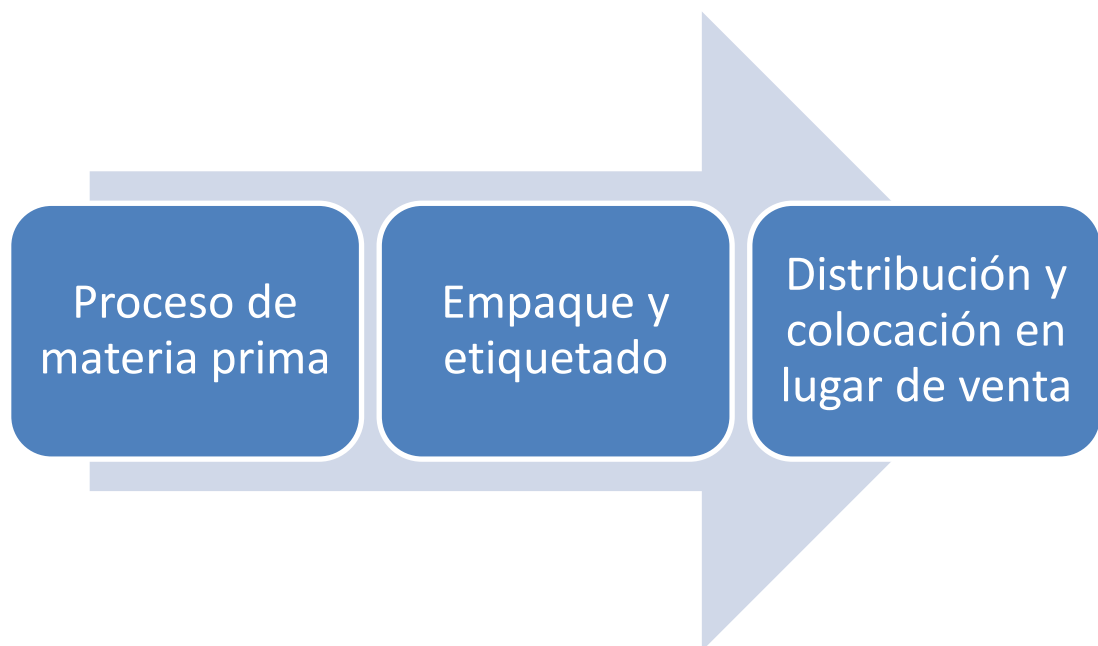 Proceso de
materia prima
Empaque y
etiquetado
Distribución y
colocación en
lugar de venta